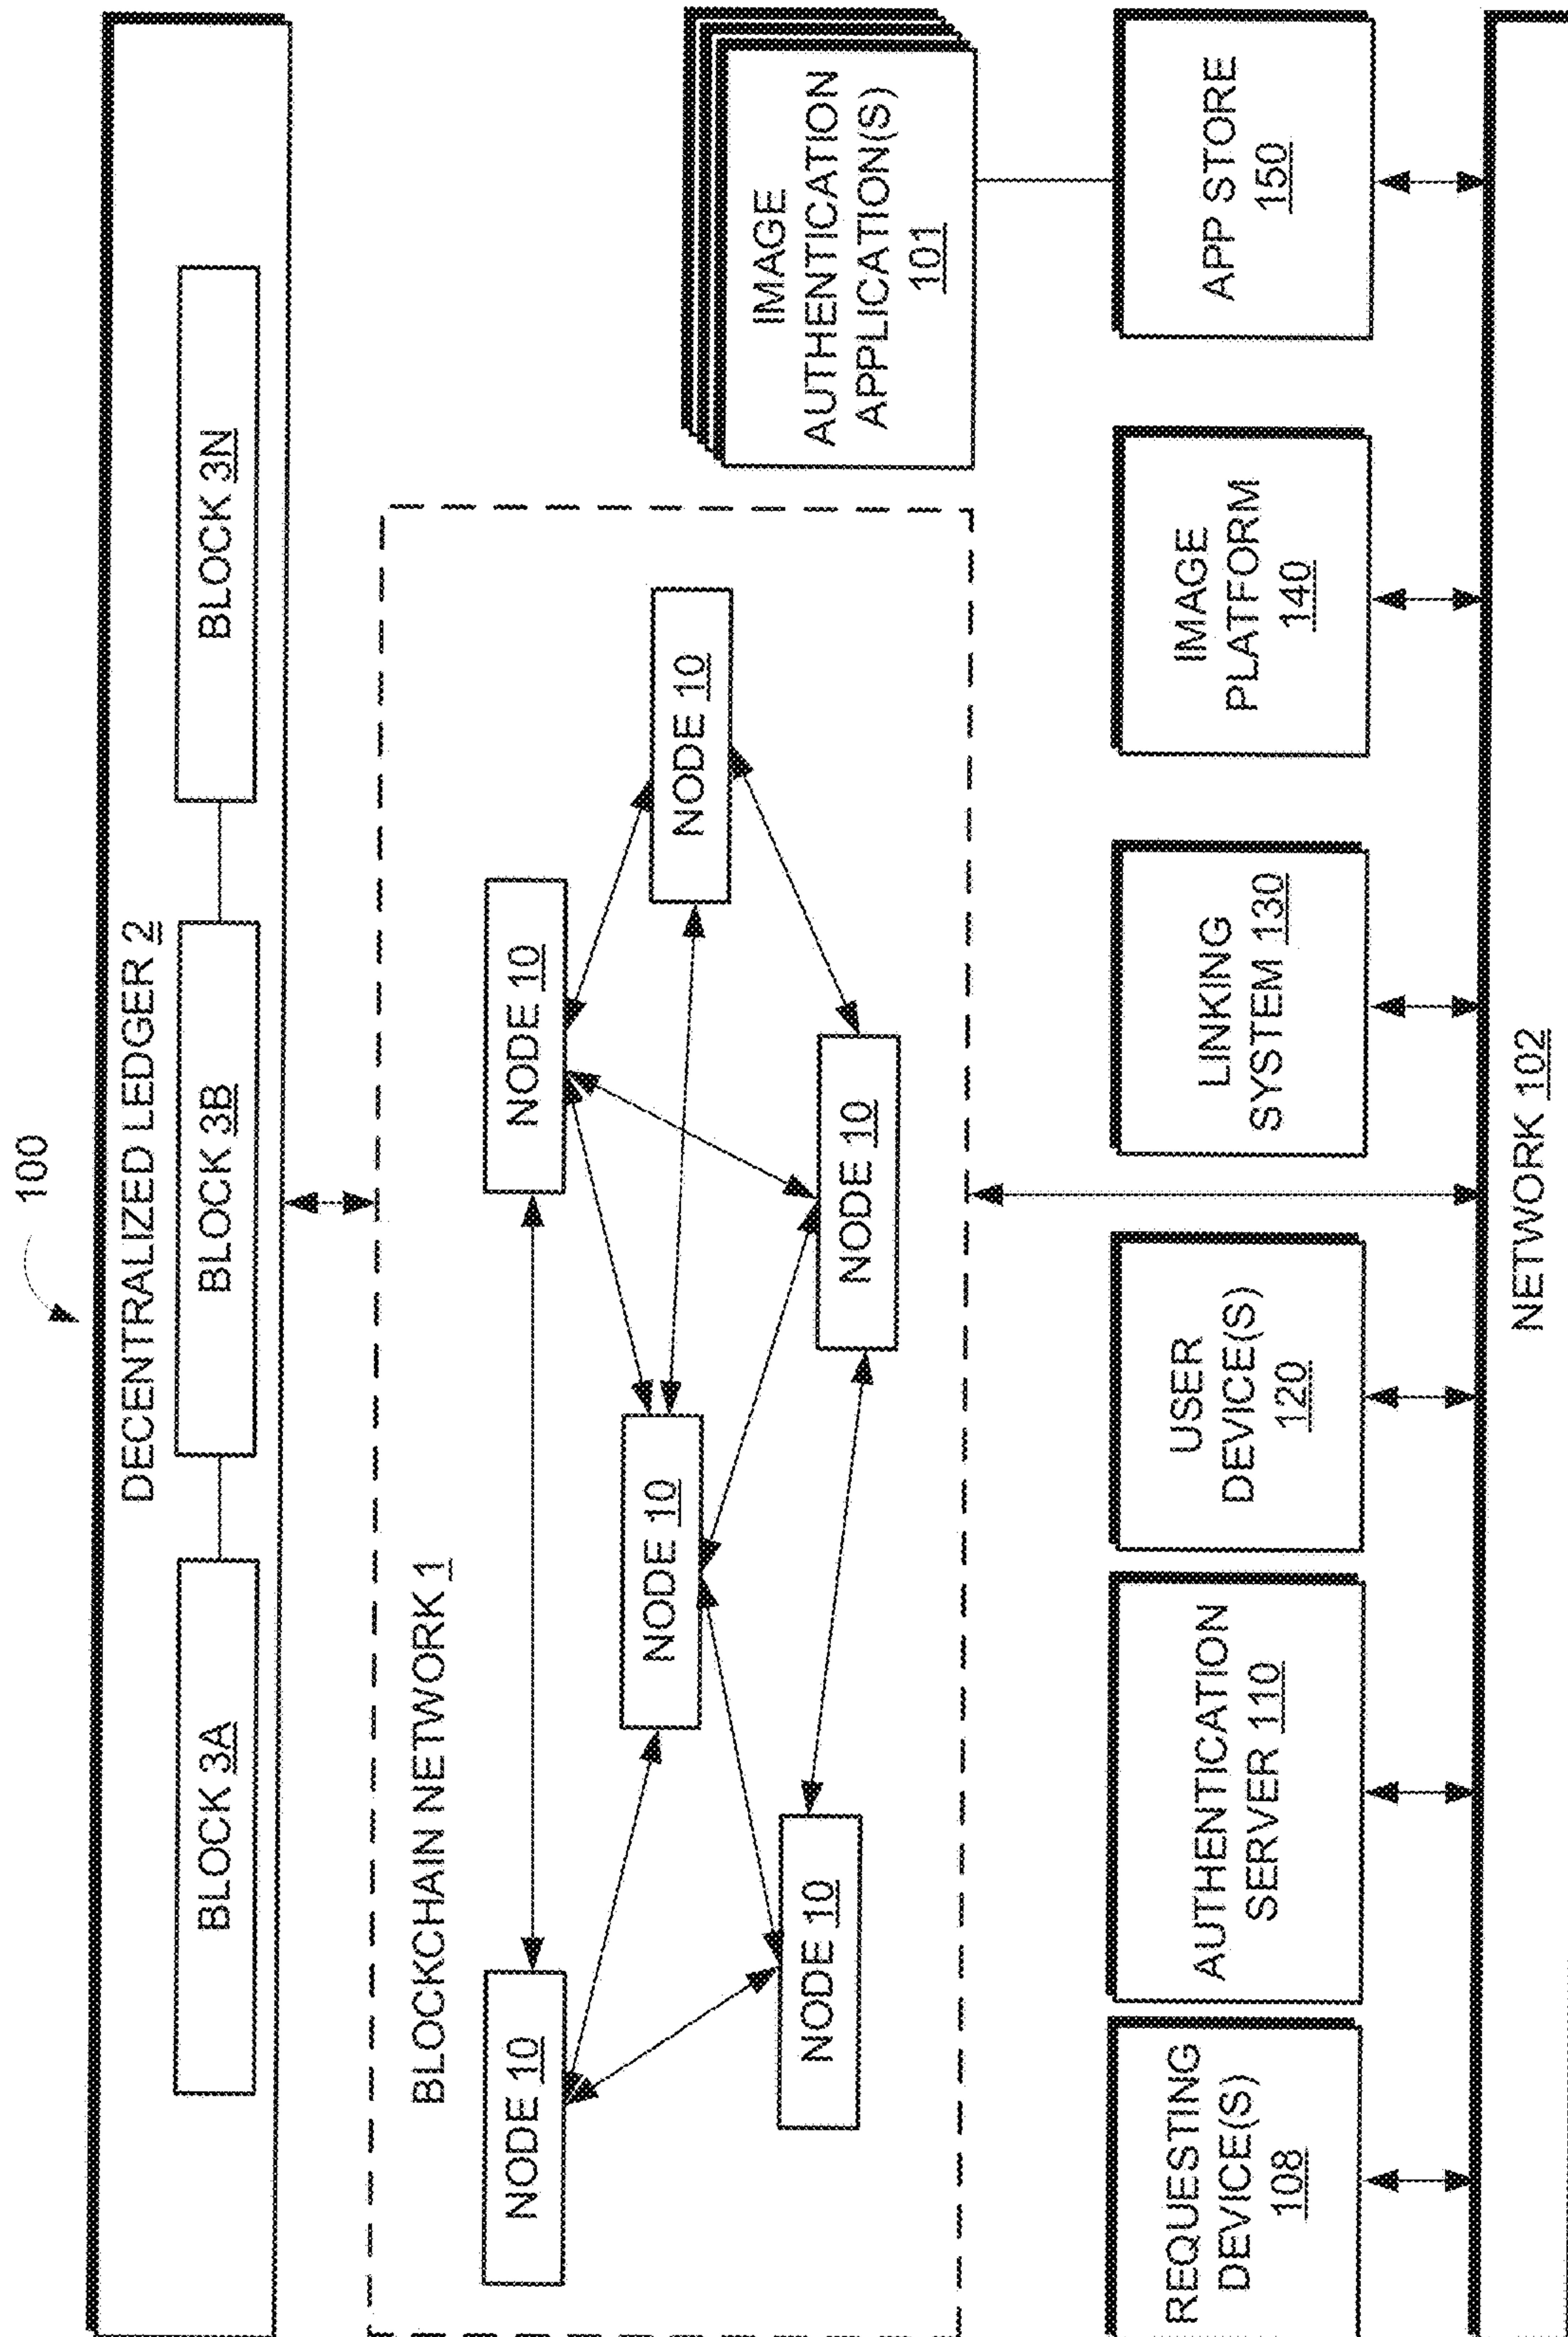 100
DECENTRALIZED LEDGER 2
BLOCK 3A
BLOCK 3B
BLOCK 3N
BLOCKCHAIN NETWORK 1
NODE 10
NODE 10
NODE 10
NODE 10
NODE 10
NODE 10
IMAGE
AUTHENTICATION
APPLICATION(S)
101
REQUESTING
DEVICE(S)
108
AUTHENTICATION
SERVER 110
USER
DEVICE(S)
120
LINKING
SYSTEM 130
IMAGE
PLATFORM
140
APP STORE
150
NETWORK 102